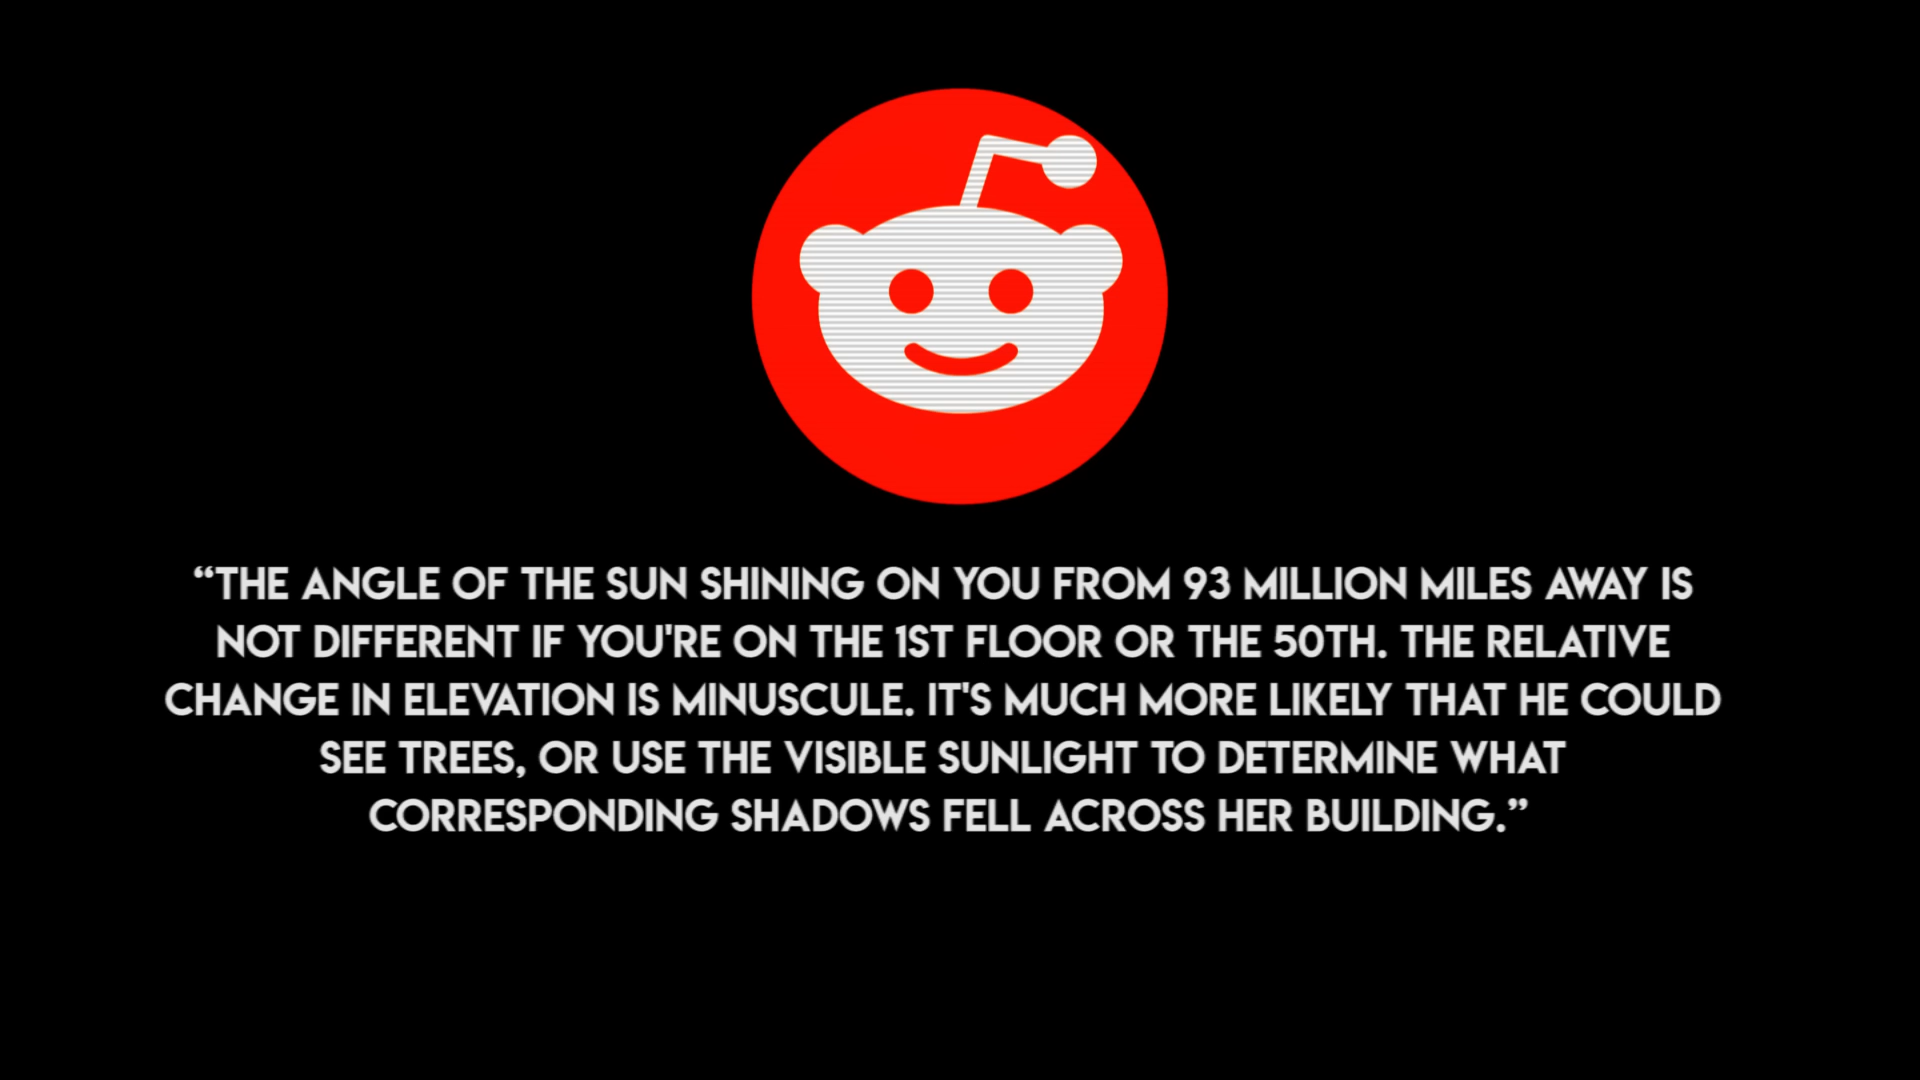 “THE ANGLE OF THE SUN SHINING ON YOU FROM 93 MILLION MILES AWAY IS
NOT DIFFERENT IF YOU'RE ON THE 1ST FLOOR OR THE 50TH. THE RELATIVE
CHANGE IN ELEVATION IS MINUSCULE. IT'S MUCH MORE LIKELY THAT HE COULD
SEE TREES, OR USE THE VISIBLE SUNLIGHT TO DETERMINE WHAT
CORRESPONDING SHADOWS FELL ACROSS HER BUILDING.”